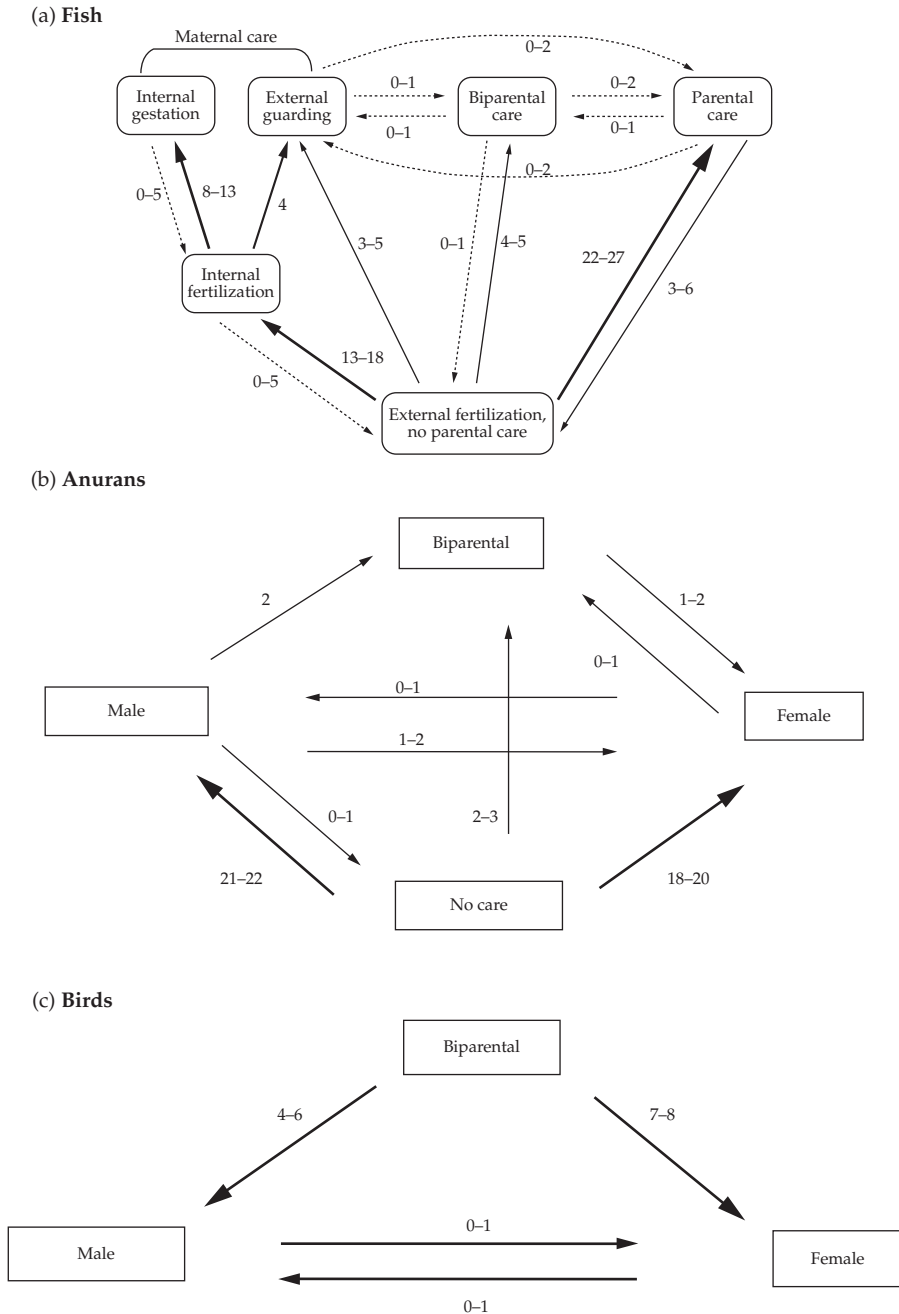 (a) Fish
Maternal care
0–2
Internal
gestation
External
guarding
0–1
0–1
Biparental
care
0–2
0–1
Parental
care
0–2
0–5
8–13
4
3–5
0–1
4–5
22–27
3–6
Internal
fertilization
13–18
0–5
External fertilization,
no parental care
(b) Anurans
Biparental
2
1–2
0–1
Male
0–1
1–2
Female
0–1
2–3
21–22
18–20
No care
(c) Birds
Biparental
4–6
7–8
Male
0–1
0–1
Female